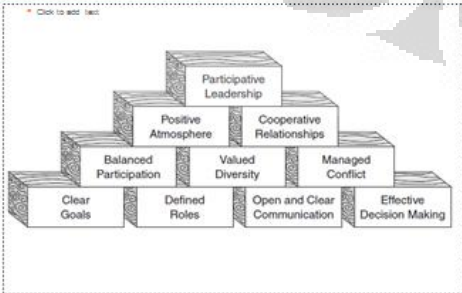 Click to add text
Participative
Leadership
Positive
Atmosphere
Cooperative
Relationships
Balanced
Participation
Valued
Diversity
Managed
Conflict
Clear
Goals
Defined
Roles
Open and Clear
Communication
Effective
Decision Making